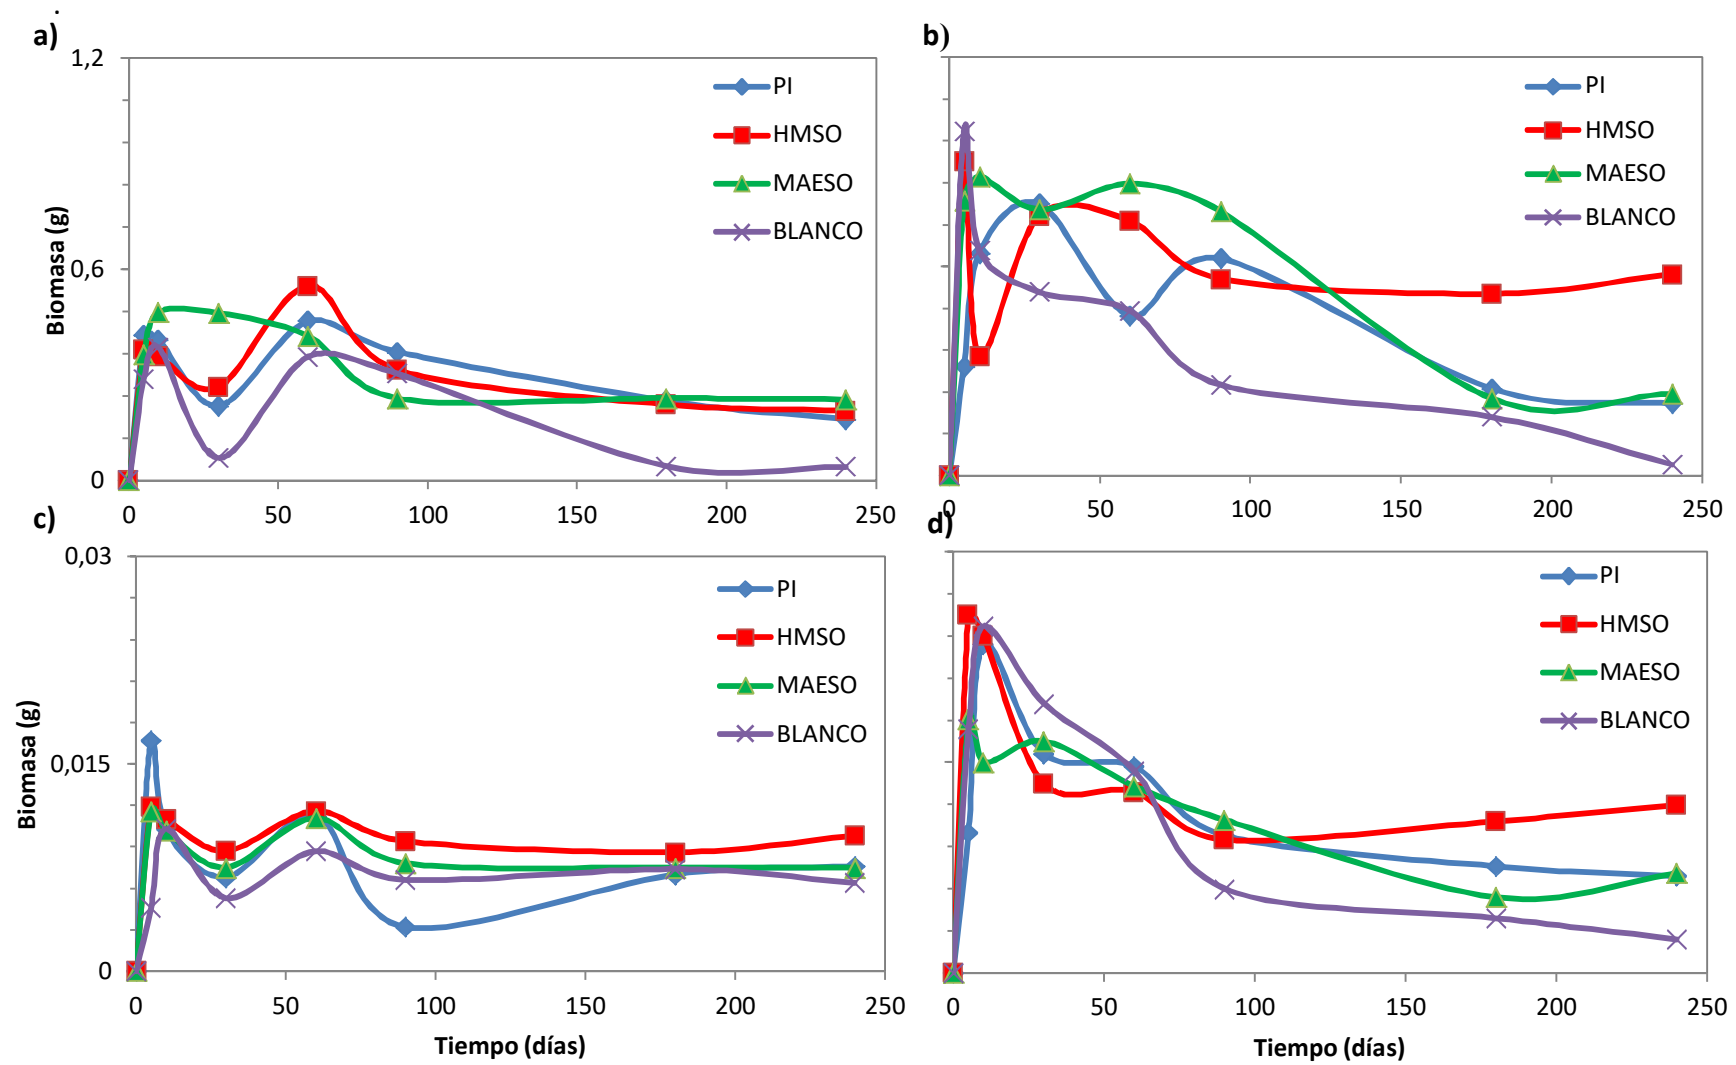 .
a)
b)
1,2
0,6
0
Biomasa (g)
PI
HMSO
MAESO
BLANCO
0 50 100 150 200 250
PI
HMSO
MAESO
BLANCO
0 50 100 150 200 250
c)
d)
0,03
0,015
0
Biomasa (g)
PI
HMSO
MAESO
BLANCO
0 50 100 150 200 250
Tiempo (días)
PI
HMSO
MAESO
BLANCO
0 50 100 150 200 250
Tiempo (días)